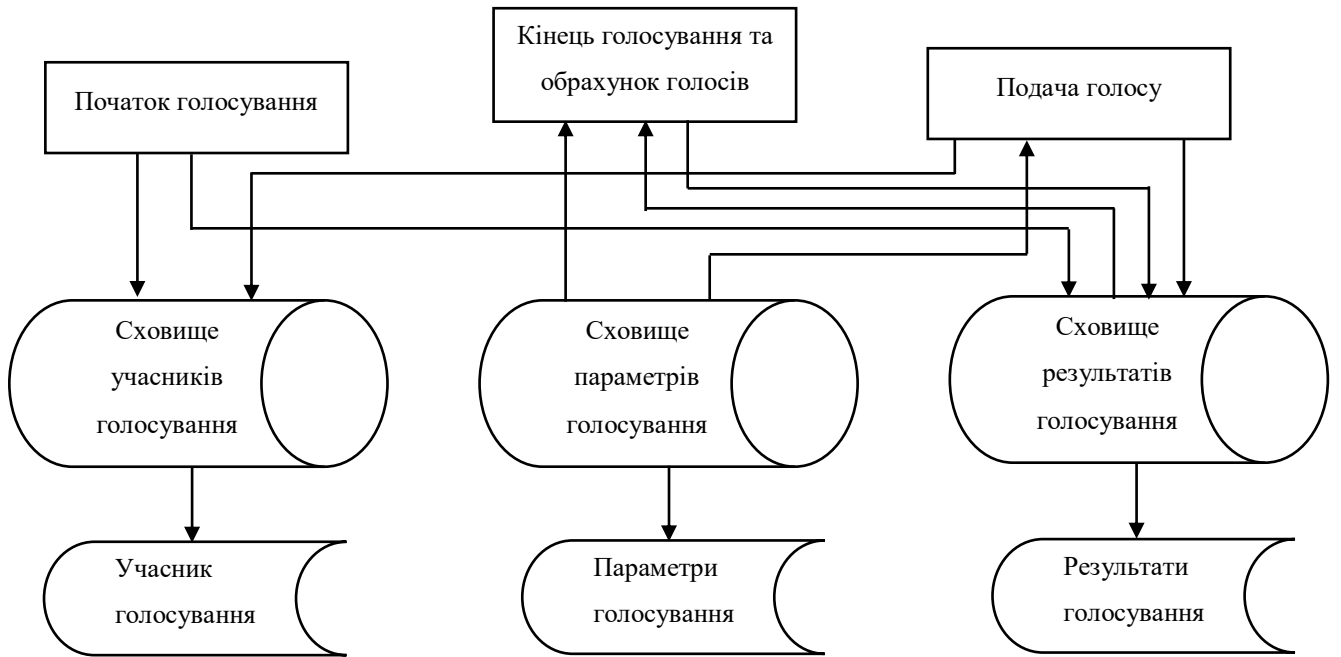 Початок голосування
Кінець голосування та
обрахунок голосів
Подача голосу
Сховище
учасників
голосування
Сховище
параметрів
голосування
Сховище
результатів
голосування
Учасник
голосування
Параметри
голосування
Результати
голосування